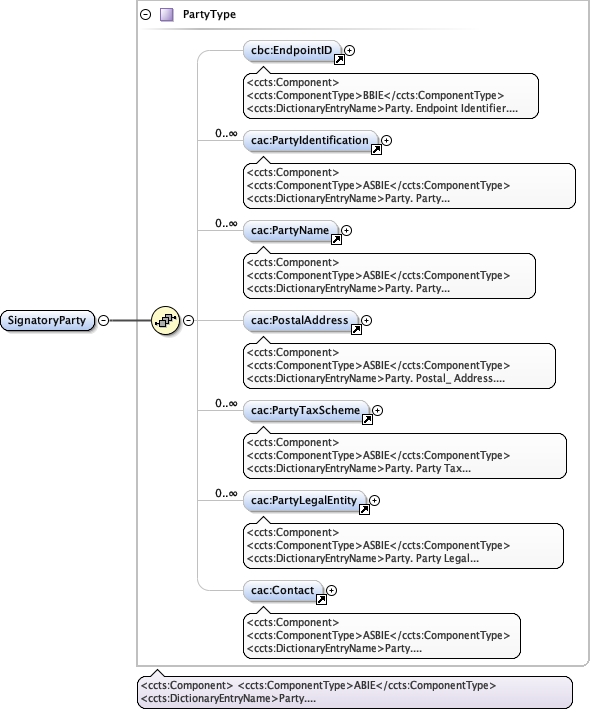 PartyType
cbc:EndpointID
<ccts:Component>
<ccts:ComponentType>BBIE</ccts:ComponentType>
<ccts:DictionaryEntryName>Party. Endpoint Identifier....
0..∞
cac:PartyIdentification
<ccts:Component>
<ccts:ComponentType>ASBIE</ccts:ComponentType>
<ccts:DictionaryEntryName>Party. Party...
0..∞
cac:PartyName
<ccts:Component>
<ccts:ComponentType>ASBIE</ccts:ComponentType>
<ccts:DictionaryEntryName>Party. Party...
SignatoryParty
cac:PostalAddress
<ccts:Component>
<ccts:ComponentType>ASBIE</ccts:ComponentType>
<ccts:DictionaryEntryName>Party. Postal_ Address....
0..∞
cac:PartyTaxScheme
<ccts:Component>
<ccts:ComponentType>ASBIE</ccts:ComponentType>
<ccts:DictionaryEntryName>Party. Party Tax...
0..∞
cac:PartyLegalEntity
<ccts:Component>
<ccts:ComponentType>ASBIE</ccts:ComponentType>
<ccts:DictionaryEntryName>Party. Party Legal...
cac:Contact
<ccts:Component>
<ccts:ComponentType>ASBIE</ccts:ComponentType>
<ccts:DictionaryEntryName>Party....
<ccts:Component> <ccts:ComponentType>ABIE</ccts:ComponentType>
<ccts:DictionaryEntryName>Party....